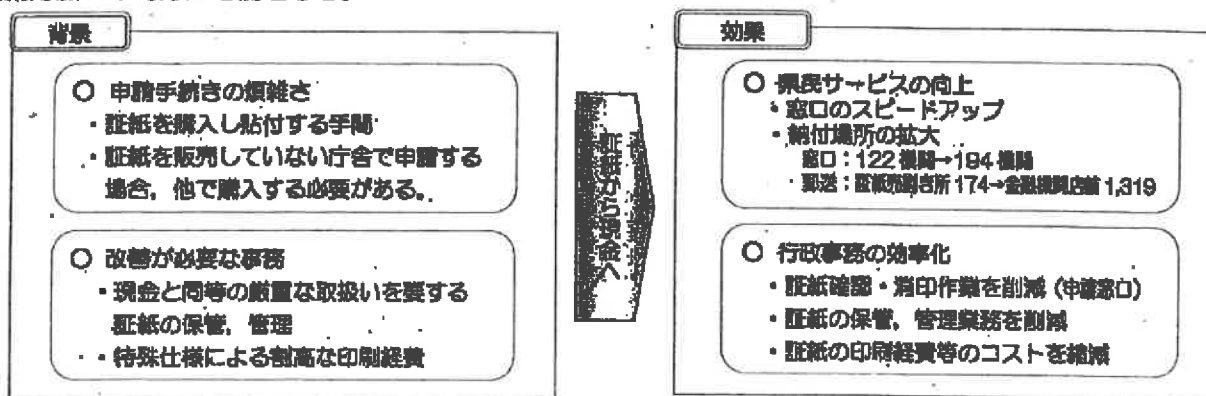 背景
○ 申請手続きの煩雑さ
・証紙を購入し貼付する手間
・証紙を販売していない庁舎で申請する
場合，他で購入する必要がある。
○ 改善が必要な事務
・現金と同等の厳重な取扱いを要する
証紙の保管，管理
・特殊仕様による割高な印刷経費
証紙から現金へ
効果
○ 県民サービスの向上
・窓口のスピードアップ
・納付場所の拡大
窓口：122機関→194機関
郵送：証紙売捌き所174→金融機関店舗1,319
○ 行政事務の効率化
・証紙確認・消印作業を削減（申請窓口）
・証紙の保管，管理業務を削減
・証紙の印刷経費等のコストを縮減